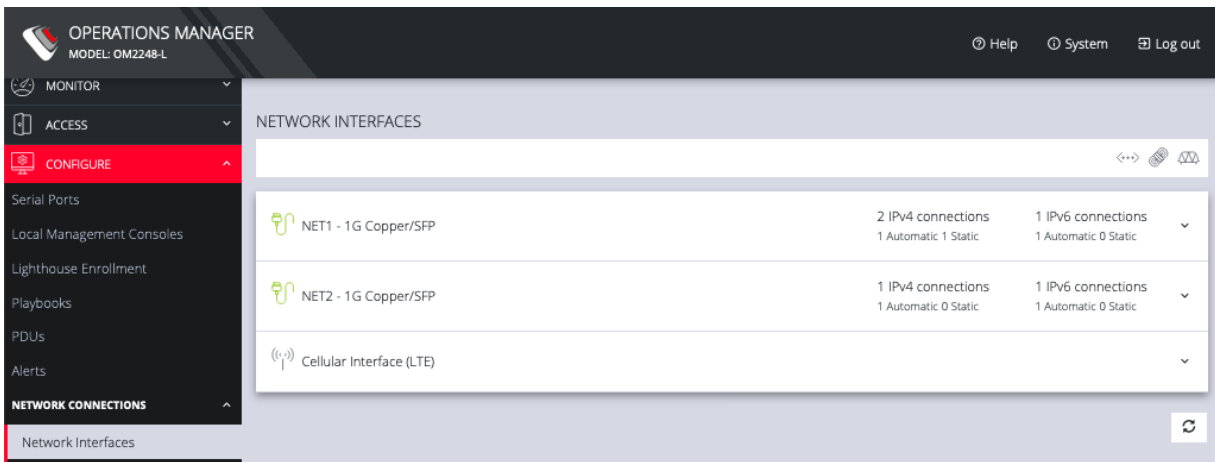 OPERATIONS MANAGER
MODEL: OM2248-L
Help
System
Log out
MONITOR
ACCESS
CONFIGURE
Serial Ports
Local Management Consoles
Lighthouse Enrollment
Playbooks
PDUs
Alerts
NETWORK CONNECTIONS
Network Interfaces
NETWORK INTERFACES
NET1 - 1G Copper/SFP
2 IPv4 connections
1 Automatic 1 Static
1 IPv6 connections
1 Automatic 0 Static
NET2 - 1G Copper/SFP
1 IPv4 connections
1 Automatic 0 Static
1 IPv6 connections
1 Automatic 0 Static
Cellular Interface (LTE)